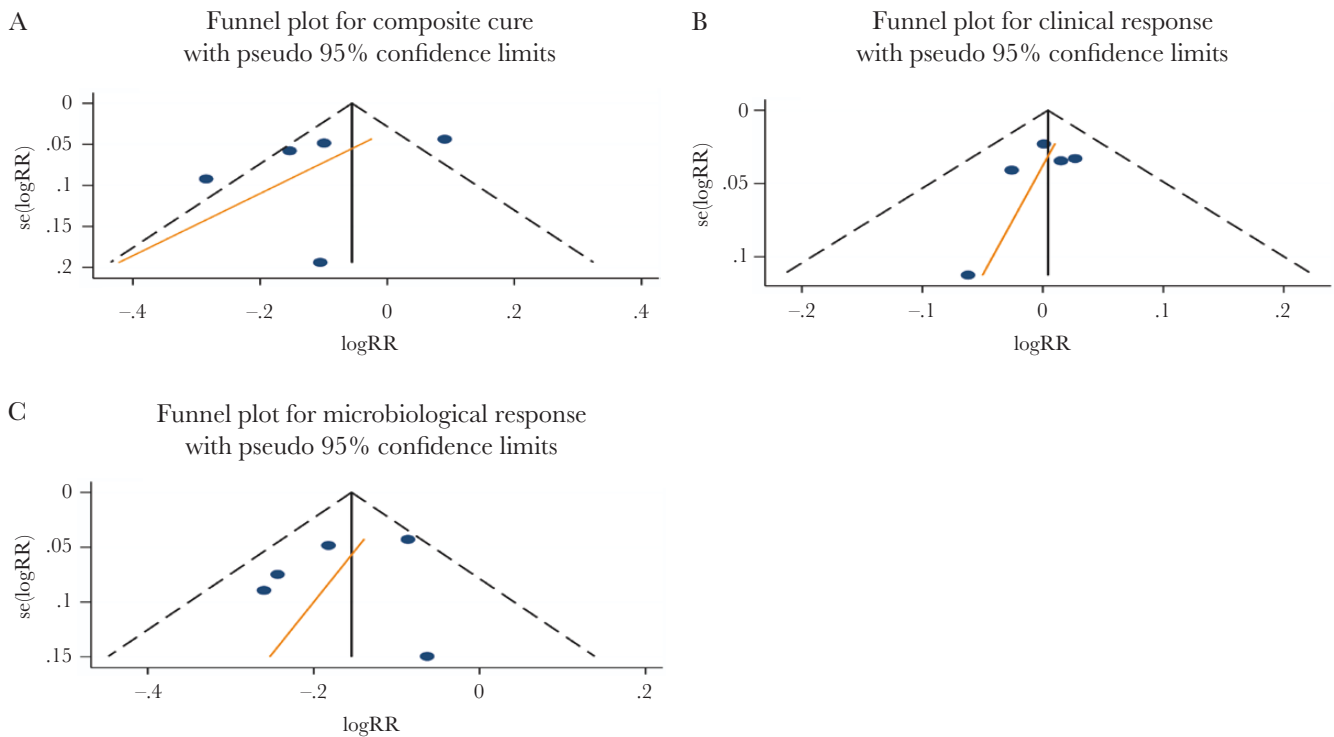 A
Funnel plot for composite cure
with pseudo 95% confidence limits
0
.05
.1
.15
.2
se(logRR)
–.4
–.2
0
.2
.4
logRR
B
Funnel plot for clinical response
with pseudo 95% confidence limits
0
.05
.1
se(logRR)
–.2
–.1
0
.1
.2
logRR
C
Funnel plot for microbiological response
with pseudo 95% confidence limits
0
.05
.1
.15
se(logRR)
–.4
–.2
0
.2
logRR